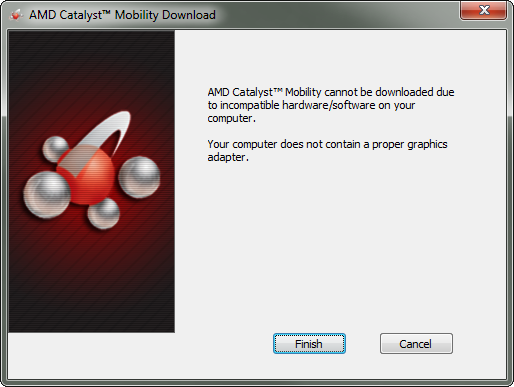 AMD Catalyst™ Mobility Download
AMD Catalyst™ Mobility cannot be downloaded due
to incompatible hardware/software on your
computer.
Your computer does not contain a proper graphics
adapter.
Finish
Cancel